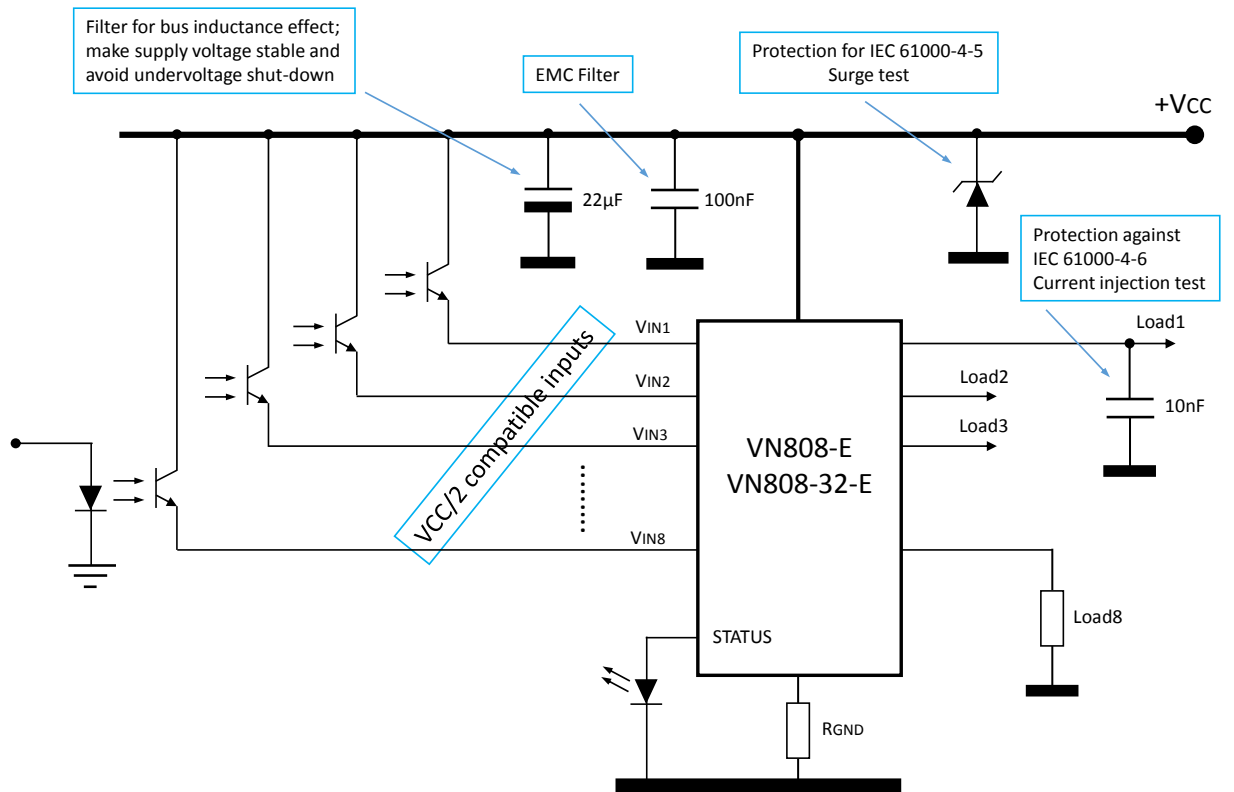 Filter for bus inductance effect;
make supply voltage stable and
avoid undervoltage shut-down
EMC Filter
Protection for IEC 61000-4-5
Surge test
+VCC
22µF
100nF
Protection against
IEC 61000-4-6
Current injection test
VIN1
Load1
VIN2
Load2
10nF
VIN3
Load3
VCC/2 compatible inputs
VN808-E
VN808-32-E
VIN8
Load8
STATUS
RGND